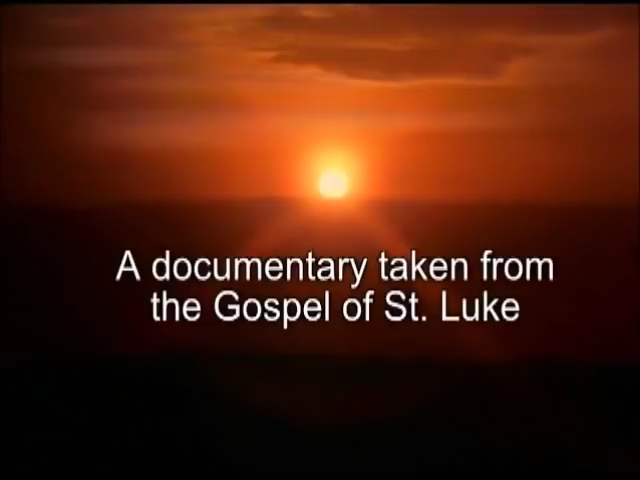 A documentary taken from
the Gospel of St. Luke